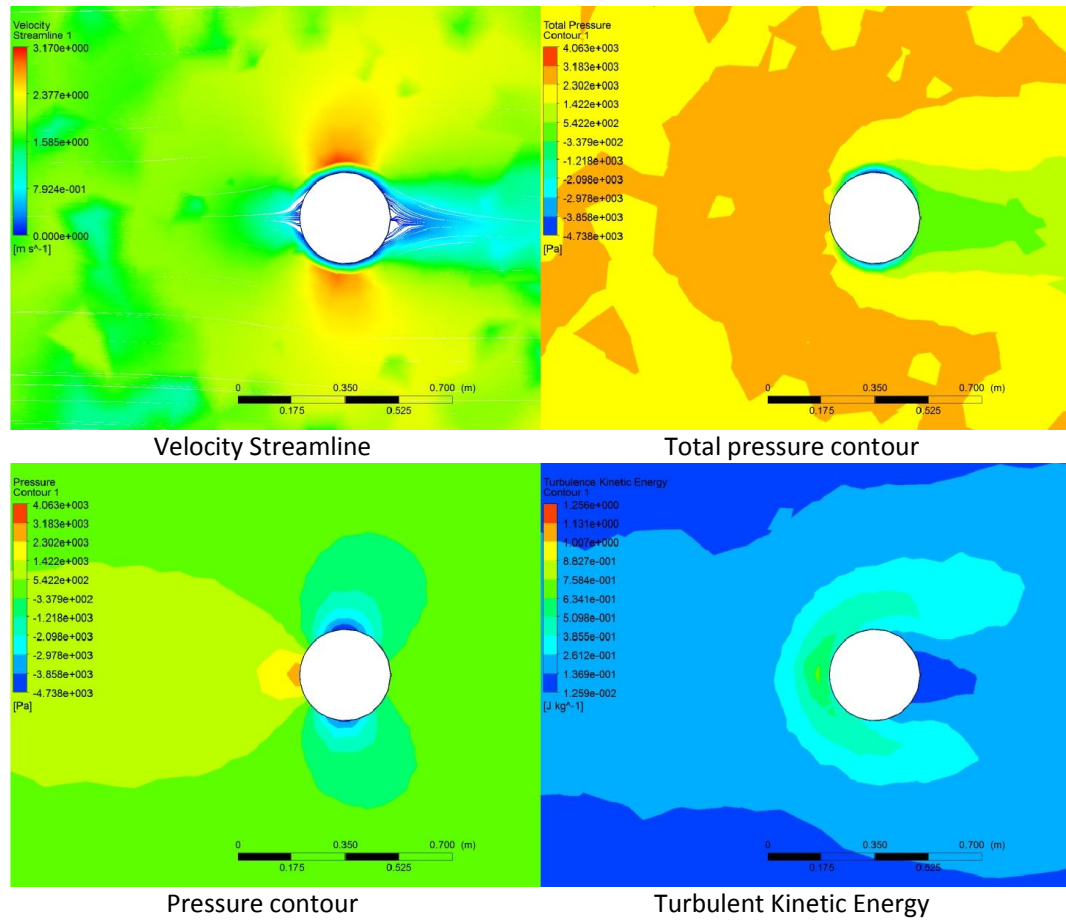 Velocity
Streamline 1
3.170e+000
2.377e+000
1.585e+000
7.924e-001
0.000e+000
[m s^-1]
0 0.350 0.700 (m)
0.175 0.525
Velocity Streamline
Total Pressure
Contour 1
4.063e+003
3.183e+003
2.302e+003
1.422e+003
5.422e+002
-3.379e+002
-1.218e+003
-2.098e+003
-2.978e+003
-3.858e+003
-4.738e+003
[Pa]
0 0.350 0.700 (m)
0.175 0.525
Total pressure contour
Pressure
Contour 1
4.063e+003
3.183e+003
2.302e+003
1.422e+003
5.422e+002
-3.379e+002
-1.218e+003
-2.098e+003
-2.978e+003
-3.858e+003
-4.738e+003
[Pa]
0 0.350 0.700 (m)
0.175 0.525
Pressure contour
Turbulence Kinetic Energy
Contour 1
1.256e+000
1.131e+000
1.007e+000
8.827e-001
7.584e-001
6.341e-001
5.098e-001
3.855e-001
2.612e-001
1.369e-001
1.259e-002
[J kg^-1]
0 0.350 0.700 (m)
0.175 0.525
Turbulent Kinetic Energy